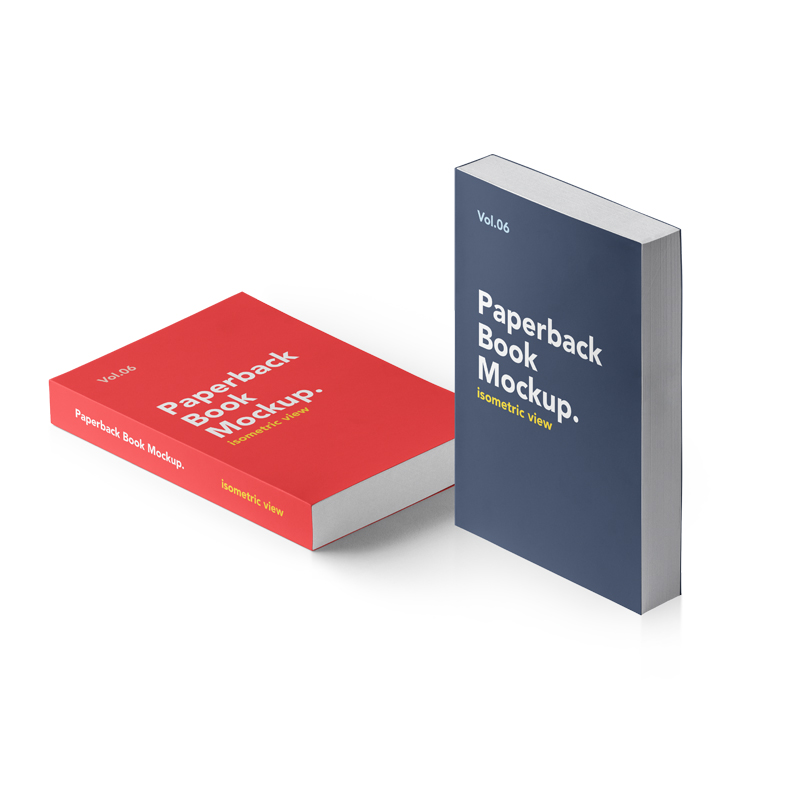 Vol.06
Paperback
Book
Mockup.
isometric view
Paperback Book Mockup.
isometric view
Vol.06
Paperback
Book
Mockup.
isometric view